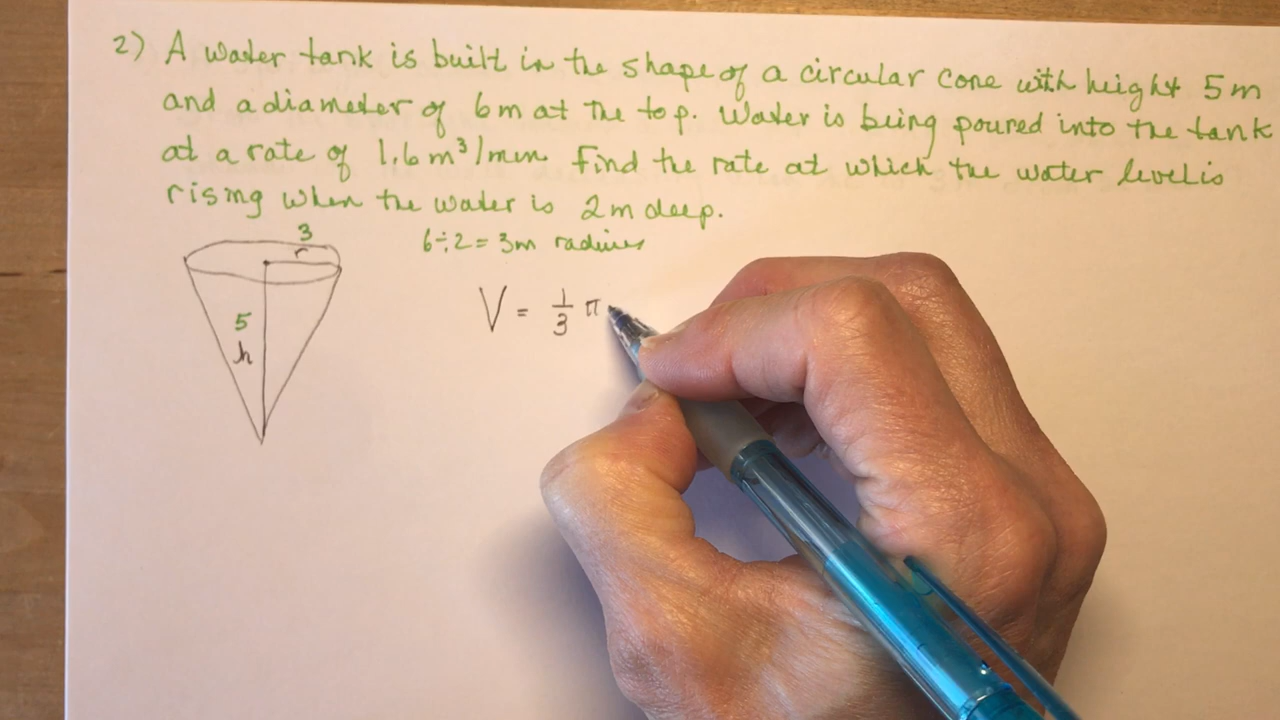 2) A water tank is built in the shape of a circular cone with height 5m
and a diameter of 6m at the top. Water is being poured into the tank
at a rate of 1.6 m³/min. Find the rate at which the water level is
rising when the water is 2m deep.
3
6÷2 = 3m radius
r
V = 1/3 π
5
h